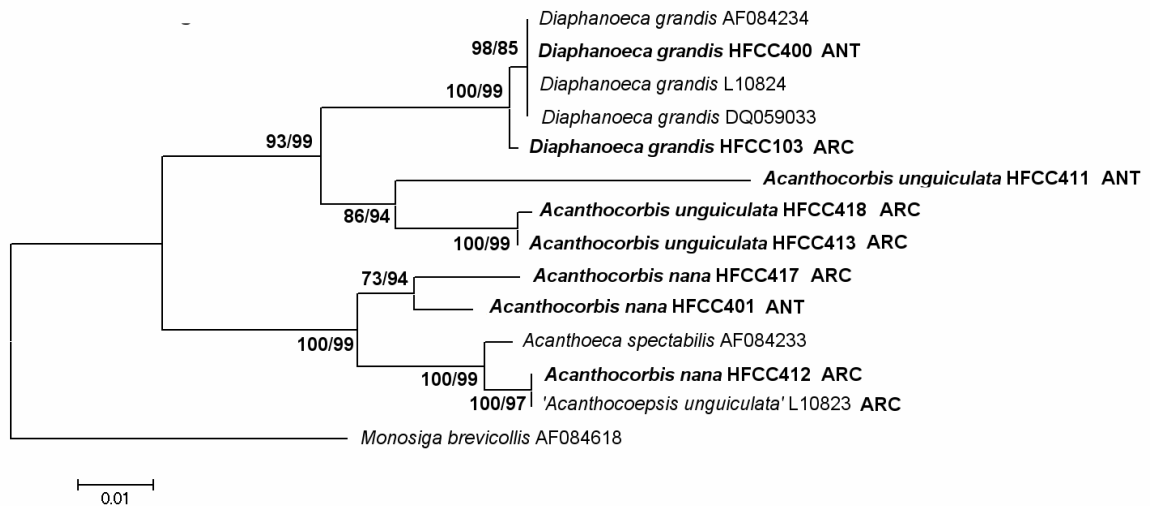 Diaphanoeca grandis AF084234
98/85
Diaphanoeca grandis HFCC400 ANT
Diaphanoeca grandis L10824
100/99
Diaphanoeca grandis DQ059033
93/99
Diaphanoeca grandis HFCC103 ARC
Acanthocorbis unguiculata HFCC411 ANT
86/94
Acanthocorbis unguiculata HFCC418 ARC
100/99
Acanthocorbis unguiculata HFCC413 ARC
73/94
Acanthocorbis nana HFCC417 ARC
Acanthocorbis nana HFCC401 ANT
100/99
Acanthoeca spectabilis AF084233
100/99
Acanthocorbis nana HFCC412 ARC
100/97
'Acanthocoepsis unguiculata' L10823 ARC
Monosiga brevicollis AF084618
0.01